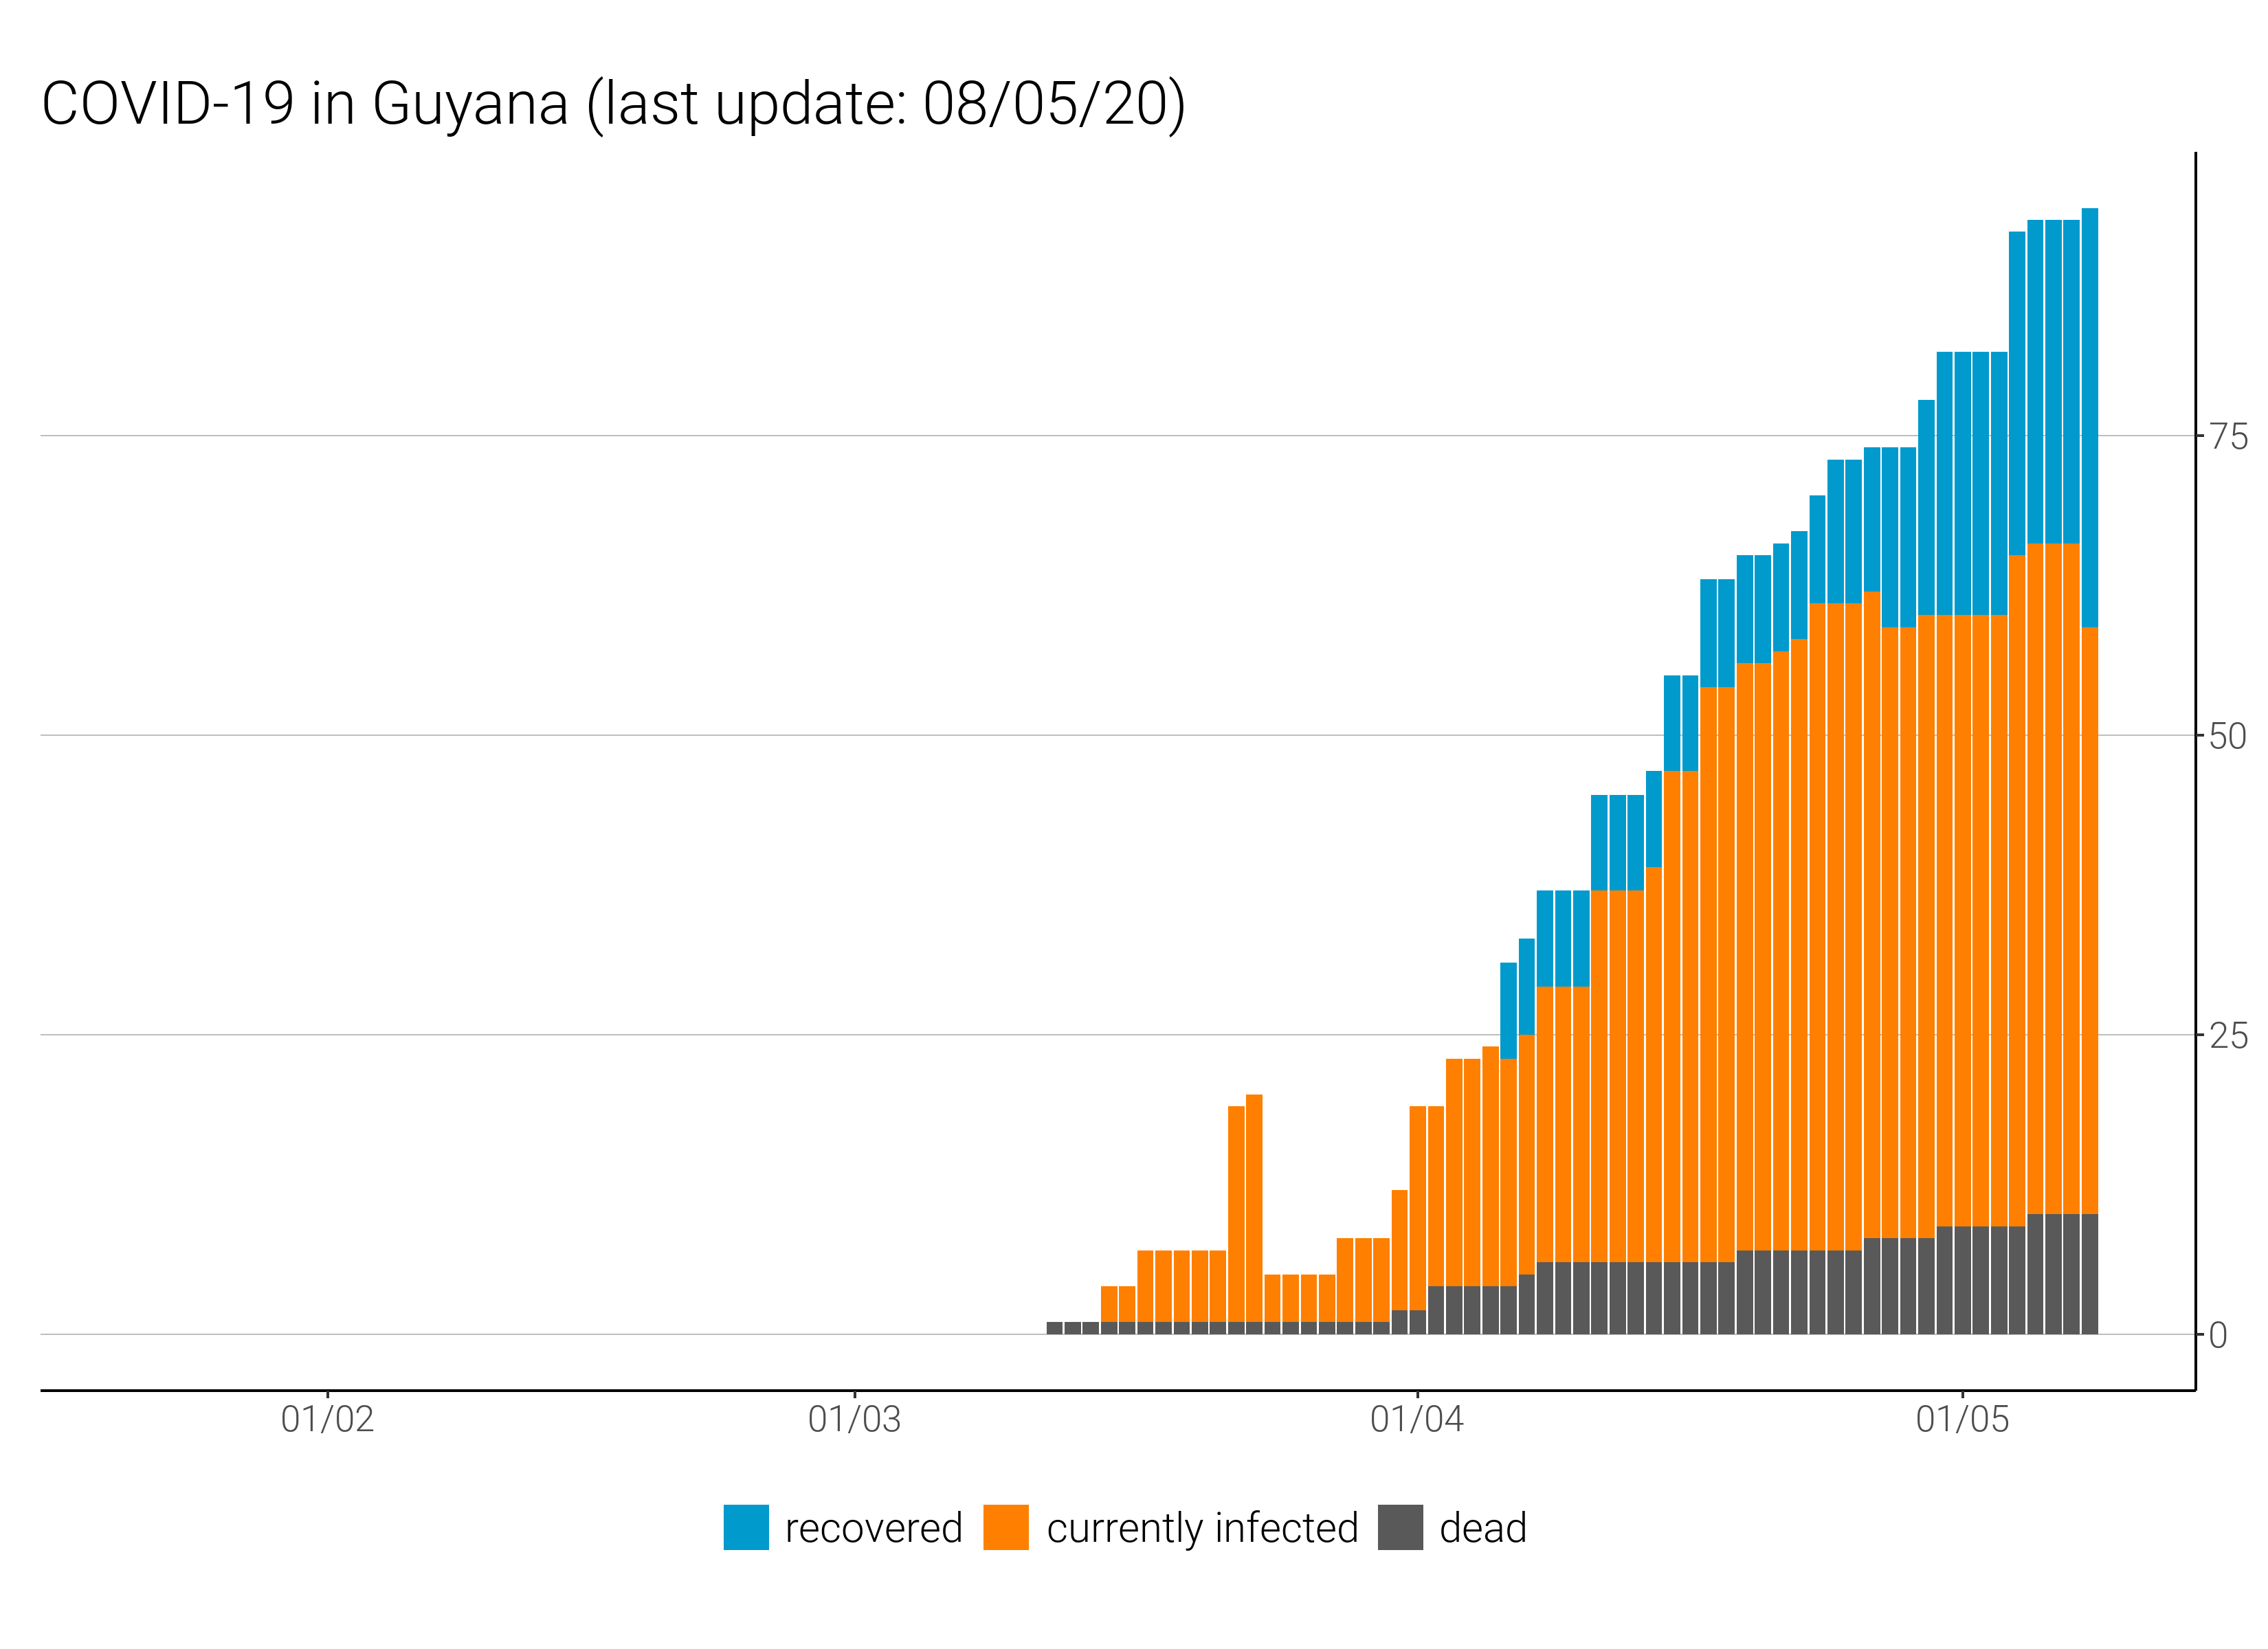 COVID-19 in Guyana (last update: 08/05/20)
75
50
25
0
01/02 01/03 01/04 01/05
recovered currently infected dead